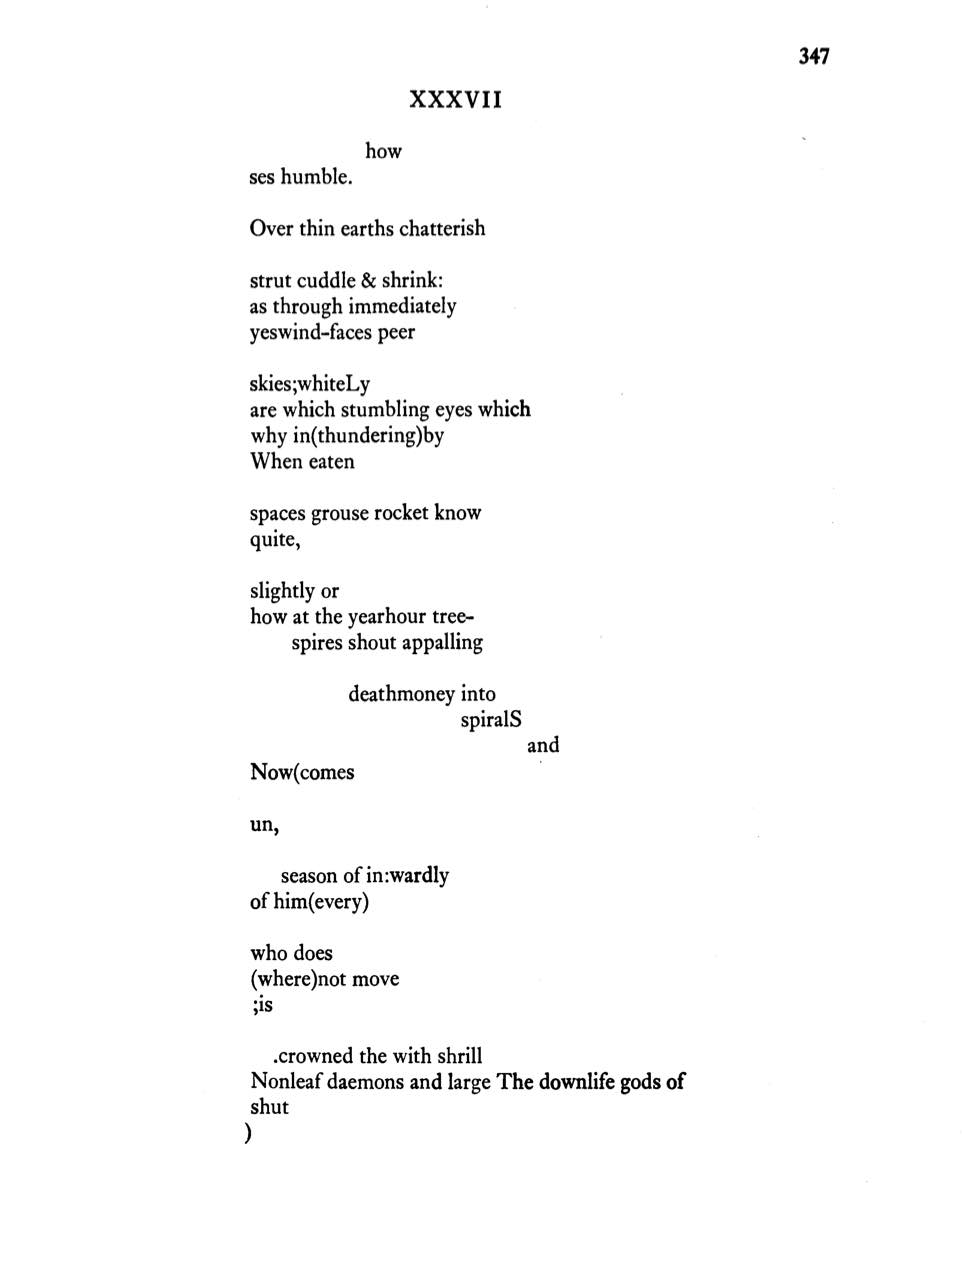 347
XXXVII
how
ses humble.
Over thin earths chatterish
strut cuddle & shrink:
as through immediately
yeswind-faces peer
skies;whiteLy
are which stumbling eyes which
why in(thundering)by
When eaten
spaces grouse rocket know
quite,
slightly or
how at the yearhour tree-
spires shout appalling
deathmoney into
spiralS
and
Now(comes
un,
season of in:wardly
of him(every)
who does
(where)not move
;is
.crowned the with shrill
Nonleaf daemons and large The downlife gods of
shut
)